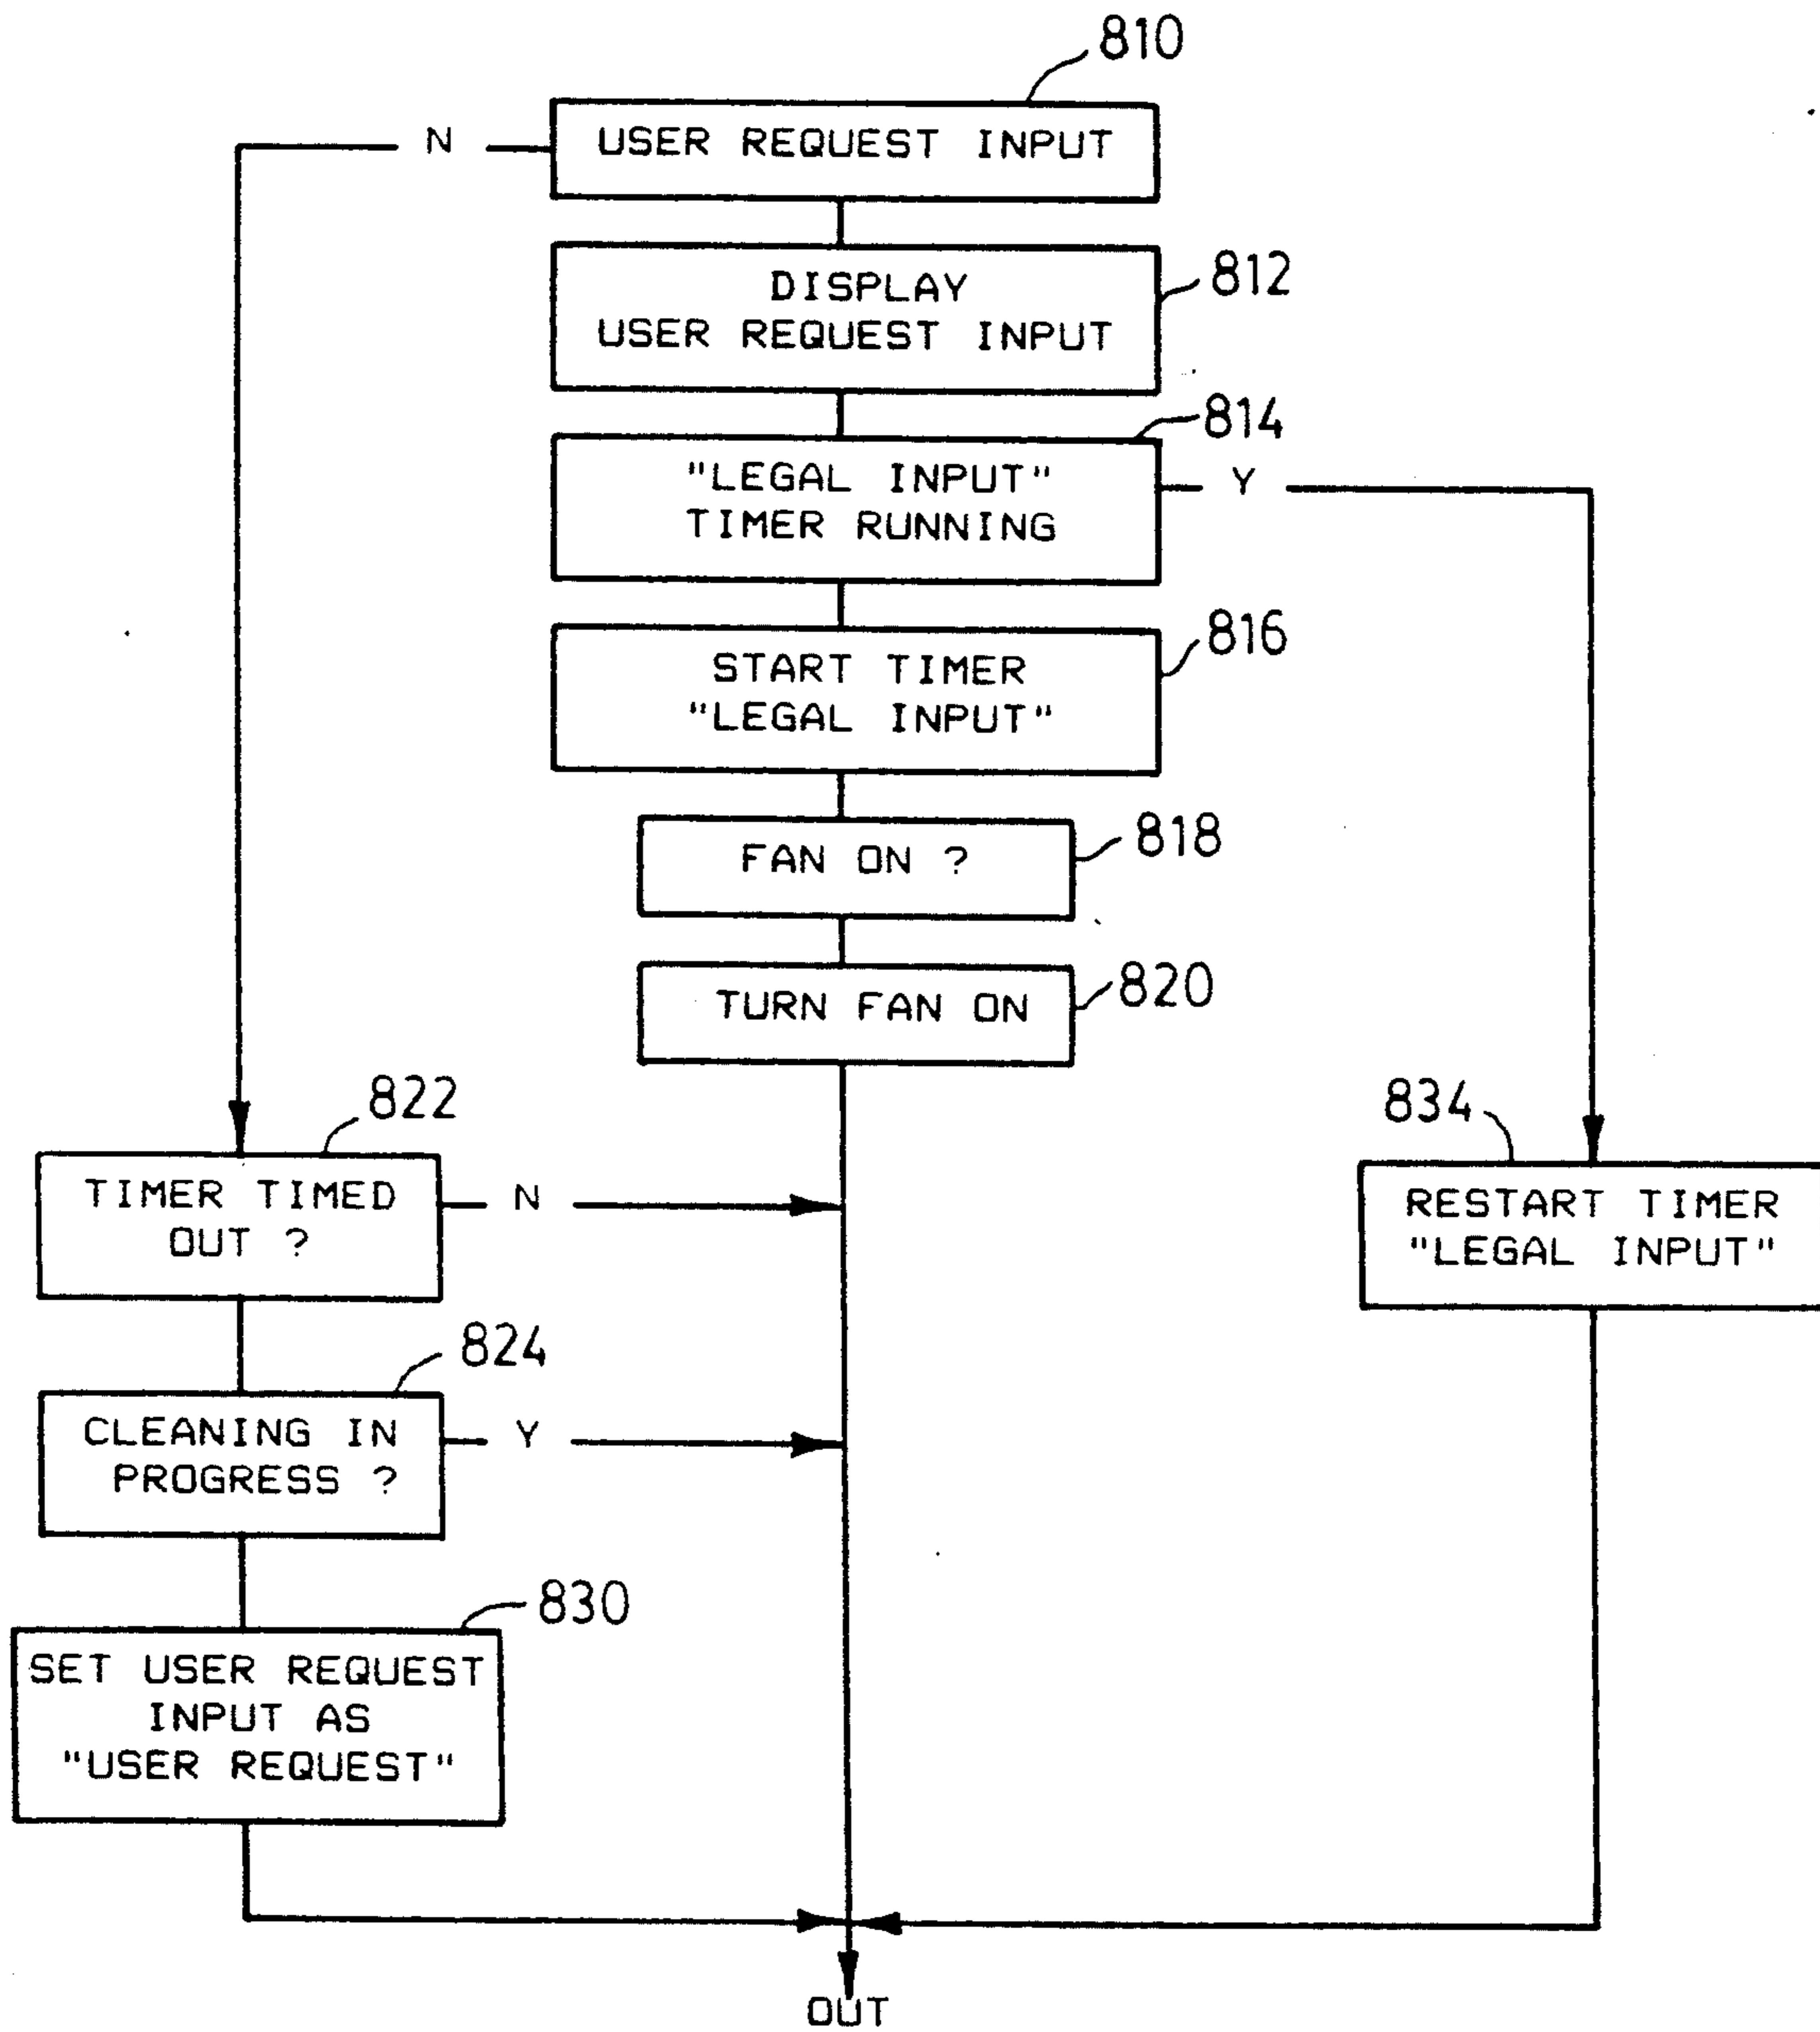 810
N
USER REQUEST INPUT
812
DISPLAY
USER REQUEST INPUT
814
"LEGAL INPUT"
TIMER RUNNING
Y
816
START TIMER
"LEGAL INPUT"
818
FAN ON ?
820
TURN FAN ON
822
TIMER TIMED
OUT ?
N
834
RESTART TIMER
"LEGAL INPUT"
824
CLEANING IN
PROGRESS ?
Y
830
SET USER REQUEST
INPUT AS
"USER REQUEST"
OUT